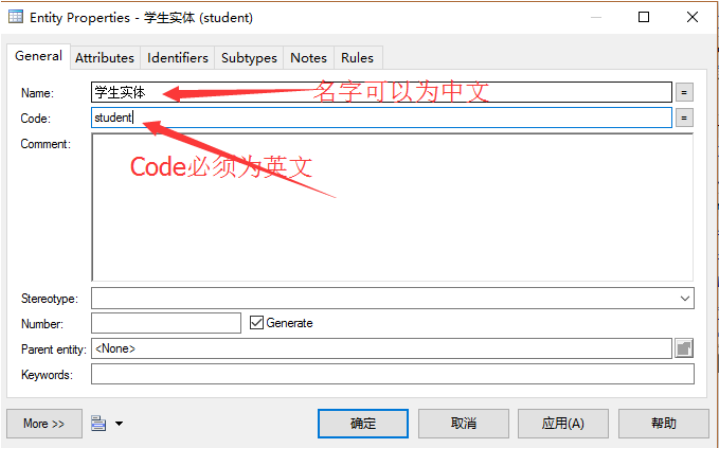 Entity Properties - 学生实体 (student)
General Attributes Identifiers Subtypes Notes Rules
Name: 学生实体 名字可以为中文 =
Code: student =
Comment:
Code必须为英文
Stereotype:
Number: Generate
Parent entity: <None>
Keywords:
More >> 确定 取消 应用(A) 帮助